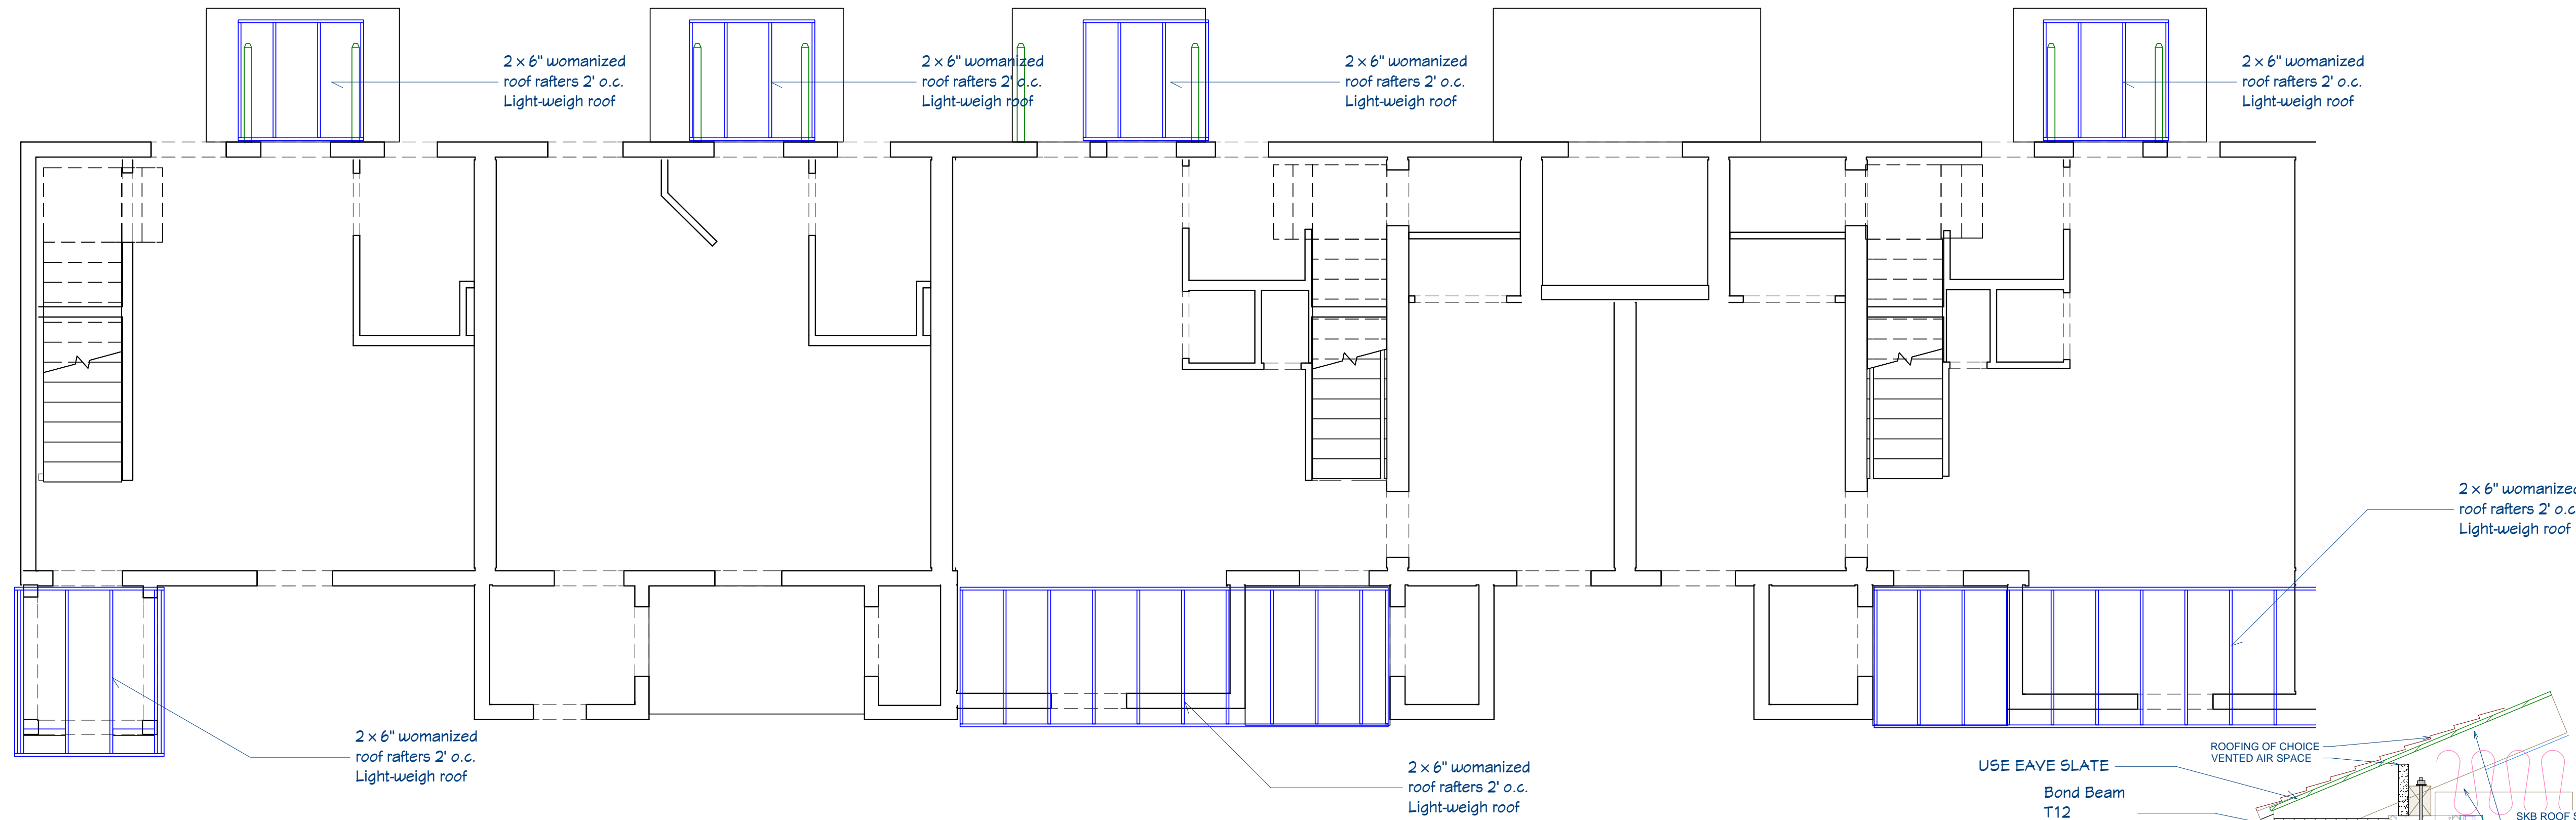 2 x 6" womanized
roof rafters 2' o.c.
Light-weigh roof
2 x 6" womanized
roof rafters 2' o.c.
Light-weigh roof
2 x 6" womanized
roof rafters 2' o.c.
Light-weigh roof
2 x 6" womanized
roof rafters 2' o.c.
Light-weigh roof
2 x 6" womanized
roof rafters 2' o.c
Light-weigh roof
2 x 6" womanized
roof rafters 2' o.c.
Light-weigh roof
2 x 6" womanized
roof rafters 2' o.c.
Light-weigh roof
ROOFING OF CHOICE
VENTED AIR SPACE
USE EAVE SLATE
Bond Beam
T12
SKB ROOF